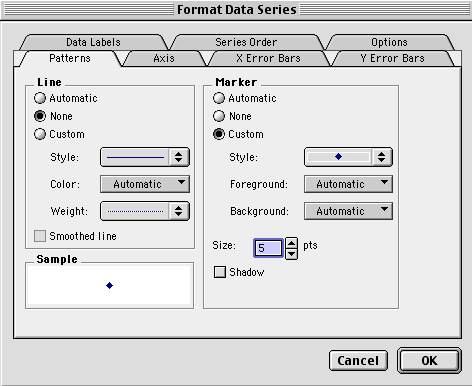 Format Data Series
Data Labels Series Order Options
Patterns Axis X Error Bars Y Error Bars
Line
Automatic
None
Custom
Style:
Color: Automatic
Weight:
Smoothed line
Sample
Marker
Automatic
None
Custom
Style:
Foreground: Automatic
Background: Automatic
Size: 5 pts
Shadow
Cancel OK